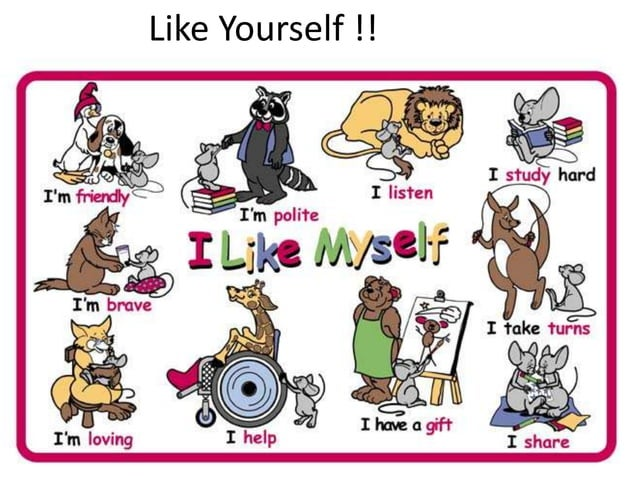 Like Yourself !!
I'm friendly
I'm polite
I listen
I study hard
I Like Myself
I'm brave
I take turns
I'm loving
I help
I have a gift
I share